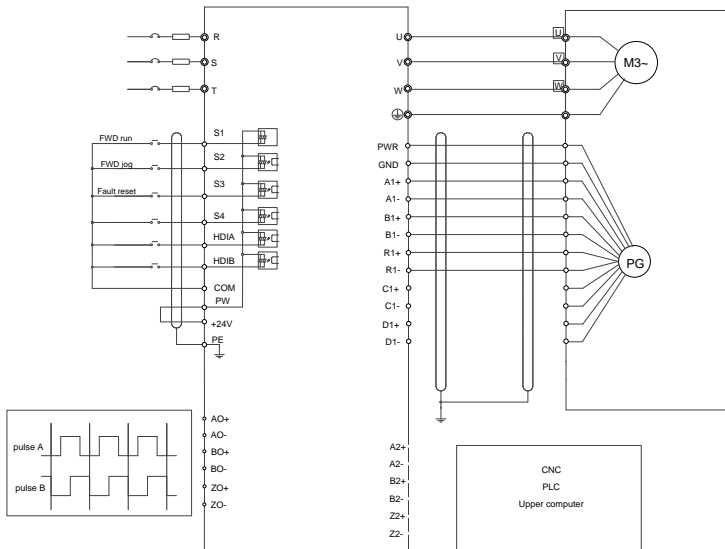 R
S
T
U
V
W
U
V
W
M3~
FWD run
FWD jog
Fault reset
S1
S2
S3
S4
HDIA
HDIB
COM
PW
+24V
PE
PWR
GND
A1+
A1-
B1+
B1-
R1+
R1-
C1+
C1-
D1+
D1-
PG
pulse A
pulse B
AO+
AO-
BO+
BO-
ZO+
ZO-
A2+
A2-
B2+
B2-
Z2+
Z2-
CNC
PLC
Upper computer